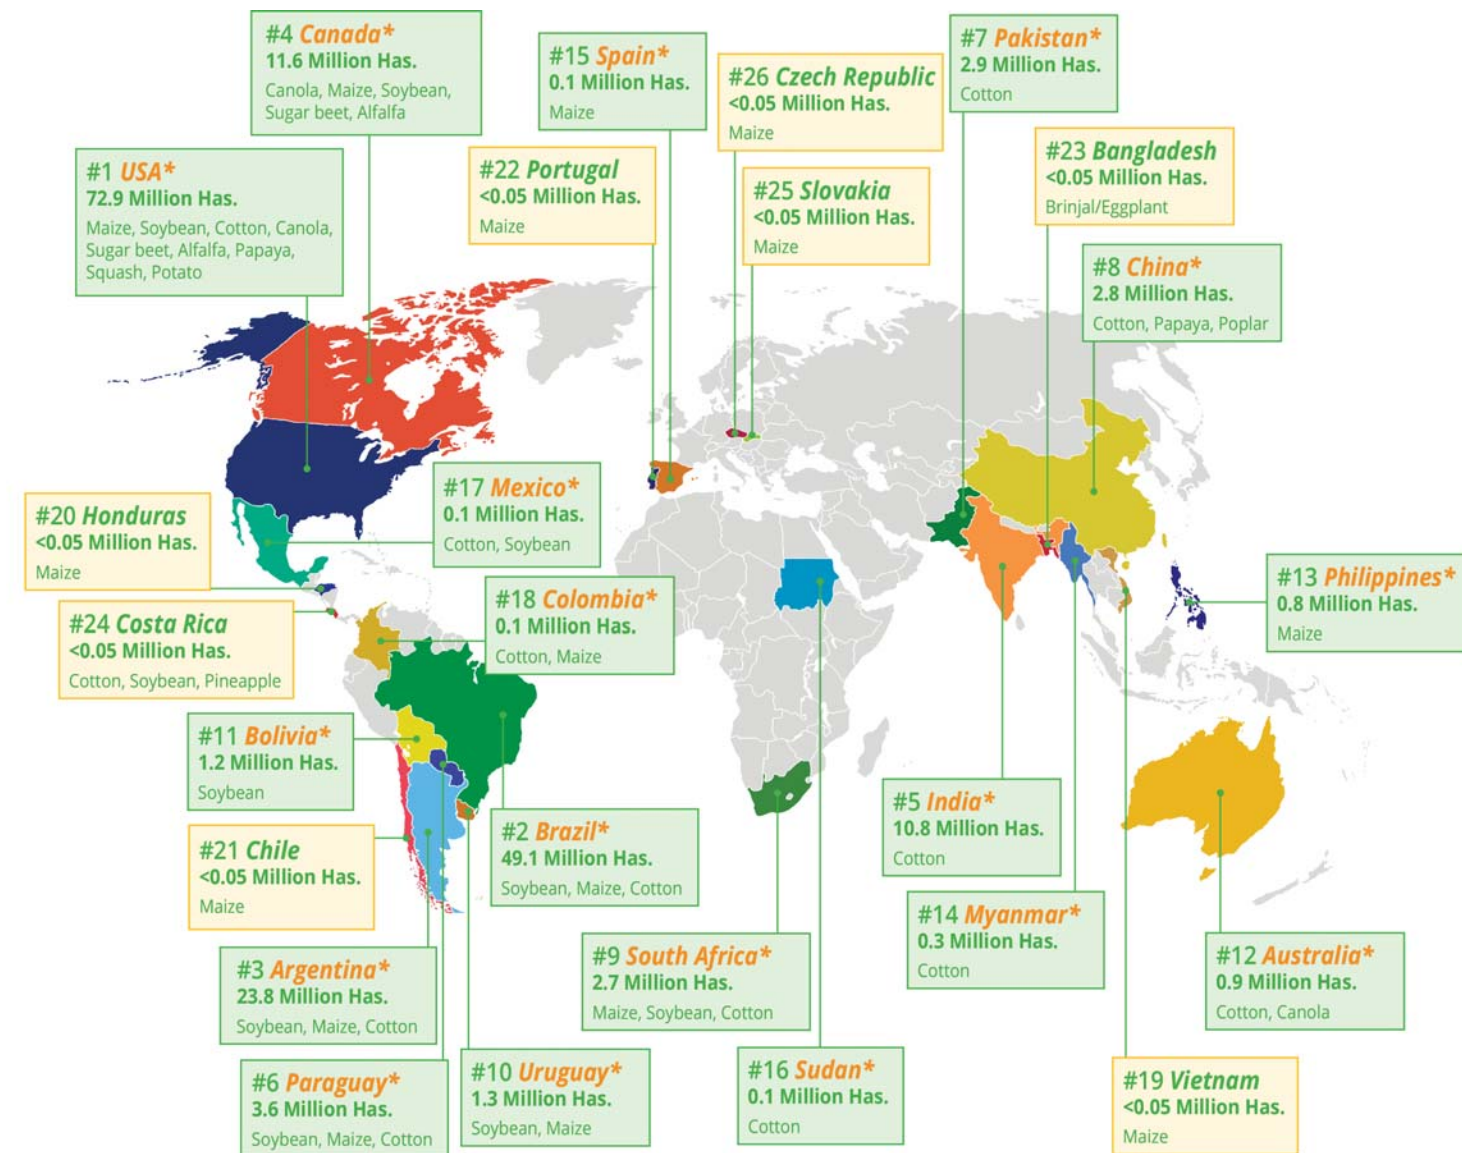 #4 Canada*
11.6 Million Has.
Canola, Maize, Soybean,
Sugar beet, Alfalfa
#15 Spain*
0.1 Million Has.
Maize
#7 Pakistan*
2.9 Million Has.
Cotton
#26 Czech Republic
<0.05 Million Has.
Maize
#1 USA*
72.9 Million Has.
Maize, Soybean, Cotton, Canola,
Sugar beet, Alfalfa, Papaya,
Squash, Potato
#22 Portugal
<0.05 Million Has.
Maize
#25 Slovakia
<0.05 Million Has.
Maize
#23 Bangladesh
<0.05 Million Has.
Brinjal/Eggplant
#8 China*
2.8 Million Has.
Cotton, Papaya, Poplar
#17 Mexico*
0.1 Million Has.
Cotton, Soybean
#20 Honduras
<0.05 Million Has.
Maize
#18 Colombia*
0.1 Million Has.
Cotton, Maize
#13 Philippines*
0.8 Million Has.
Maize
#24 Costa Rica
<0.05 Million Has.
Cotton, Soybean, Pineapple
#11 Bolivia*
1.2 Million Has.
Soybean
#5 India*
10.8 Million Has.
Cotton
#21 Chile
<0.05 Million Has.
Maize
#2 Brazil*
49.1 Million Has.
Soybean, Maize, Cotton
#14 Myanmar*
0.3 Million Has.
Cotton
#3 Argentina*
23.8 Million Has.
Soybean, Maize, Cotton
#9 South Africa*
2.7 Million Has.
Maize, Soybean, Cotton
#12 Australia*
0.9 Million Has.
Cotton, Canola
#6 Paraguay*
3.6 Million Has.
Soybean, Maize, Cotton
#10 Uruguay*
1.3 Million Has.
Soybean, Maize
#16 Sudan*
0.1 Million Has.
Cotton
#19 Vietnam
<0.05 Million Has.
Maize